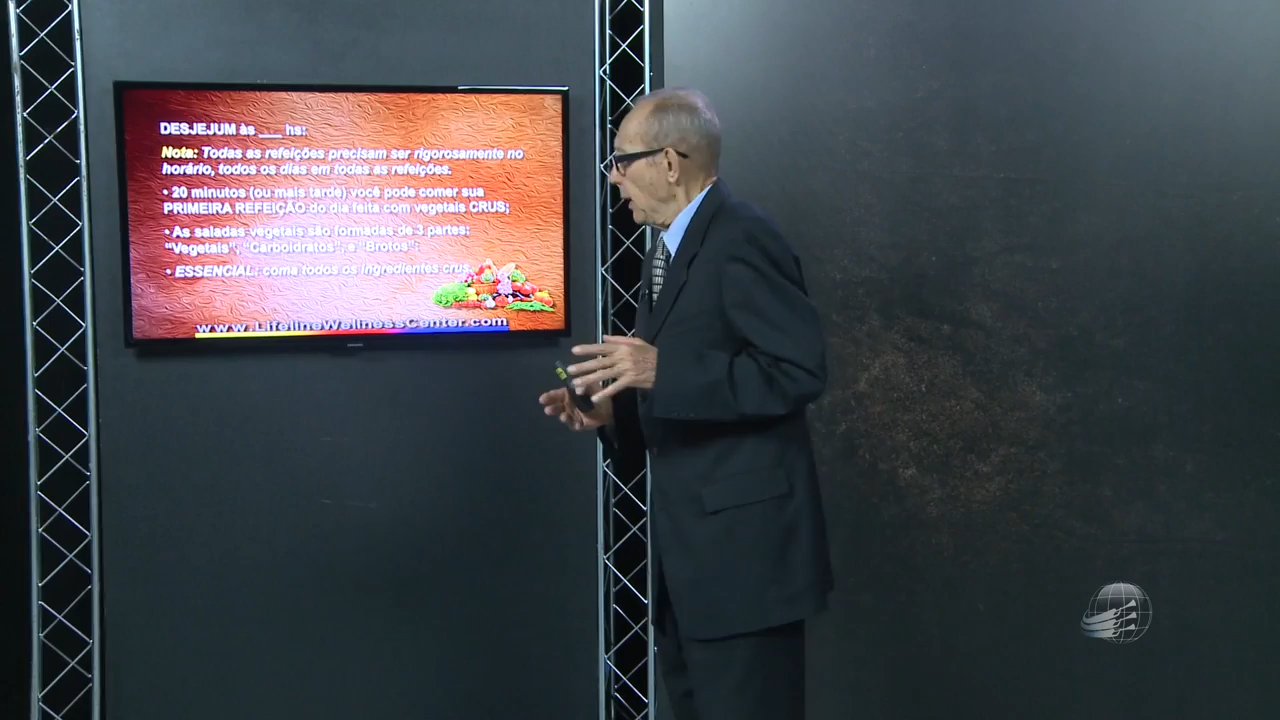 DESJEJUM às ___ hs:
Nota: Todas as refeições precisam ser rigorosamente no
horário, todos os dias em todas as refeições.
• 20 minutos (ou mais tarde) você pode comer sua
PRIMEIRA REFEIÇÃO do dia feita com vegetais CRUS;
• As saladas vegetais são formadas de 3 partes;
"Vegetais", "Carboidratos", e "Brotos";
• ESSENCIAL: coma todos os ingredientes crus.
www.LifelineWellnessCenter.com